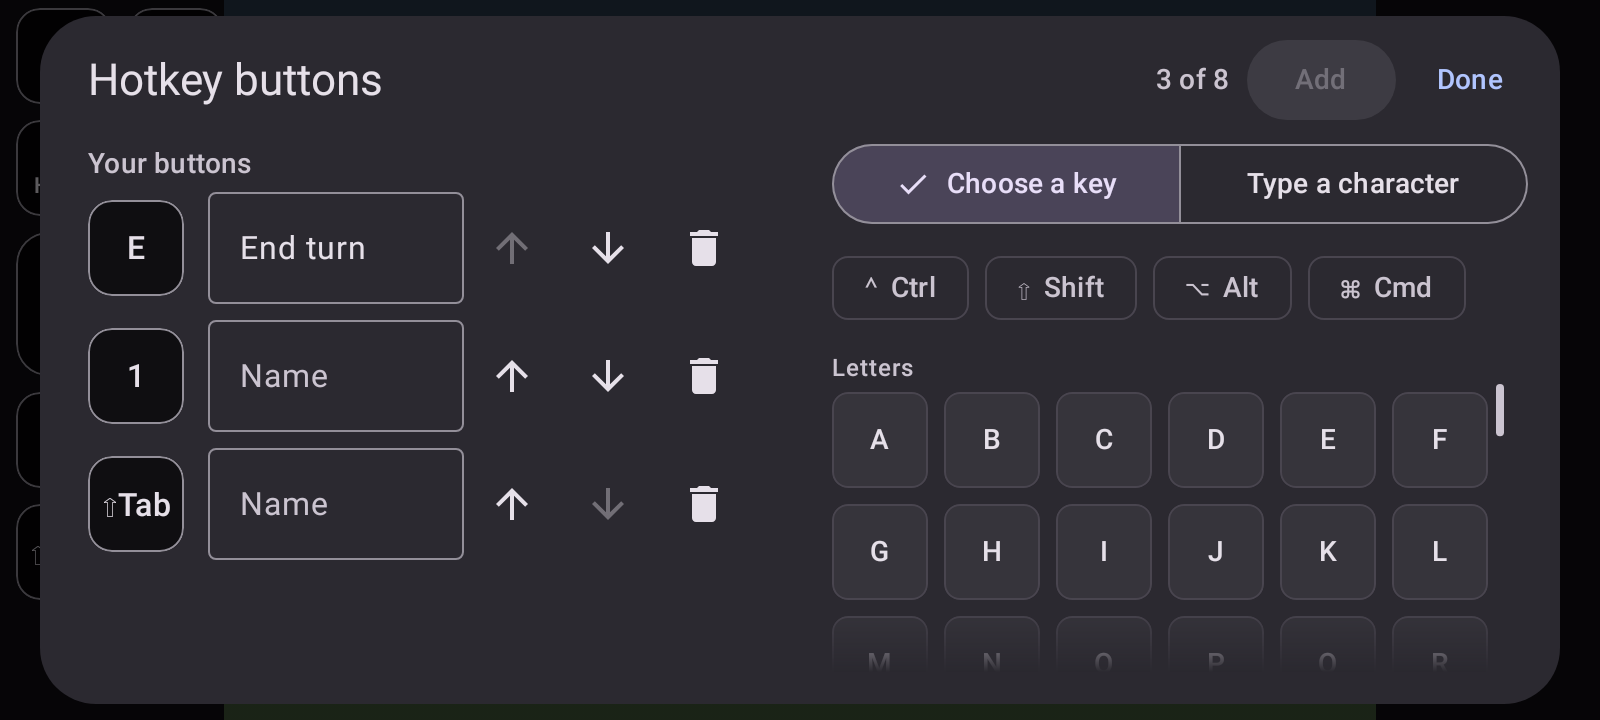 Hotkey buttons
3 of 8
Add
Done
Your buttons
E
End turn
1
Name
⇧Tab
Name
Choose a key
Type a character
^ Ctrl
⇧ Shift
⌥ Alt
⌘ Cmd
Letters
A B C D E F
G H I J K L
M N O P Q R